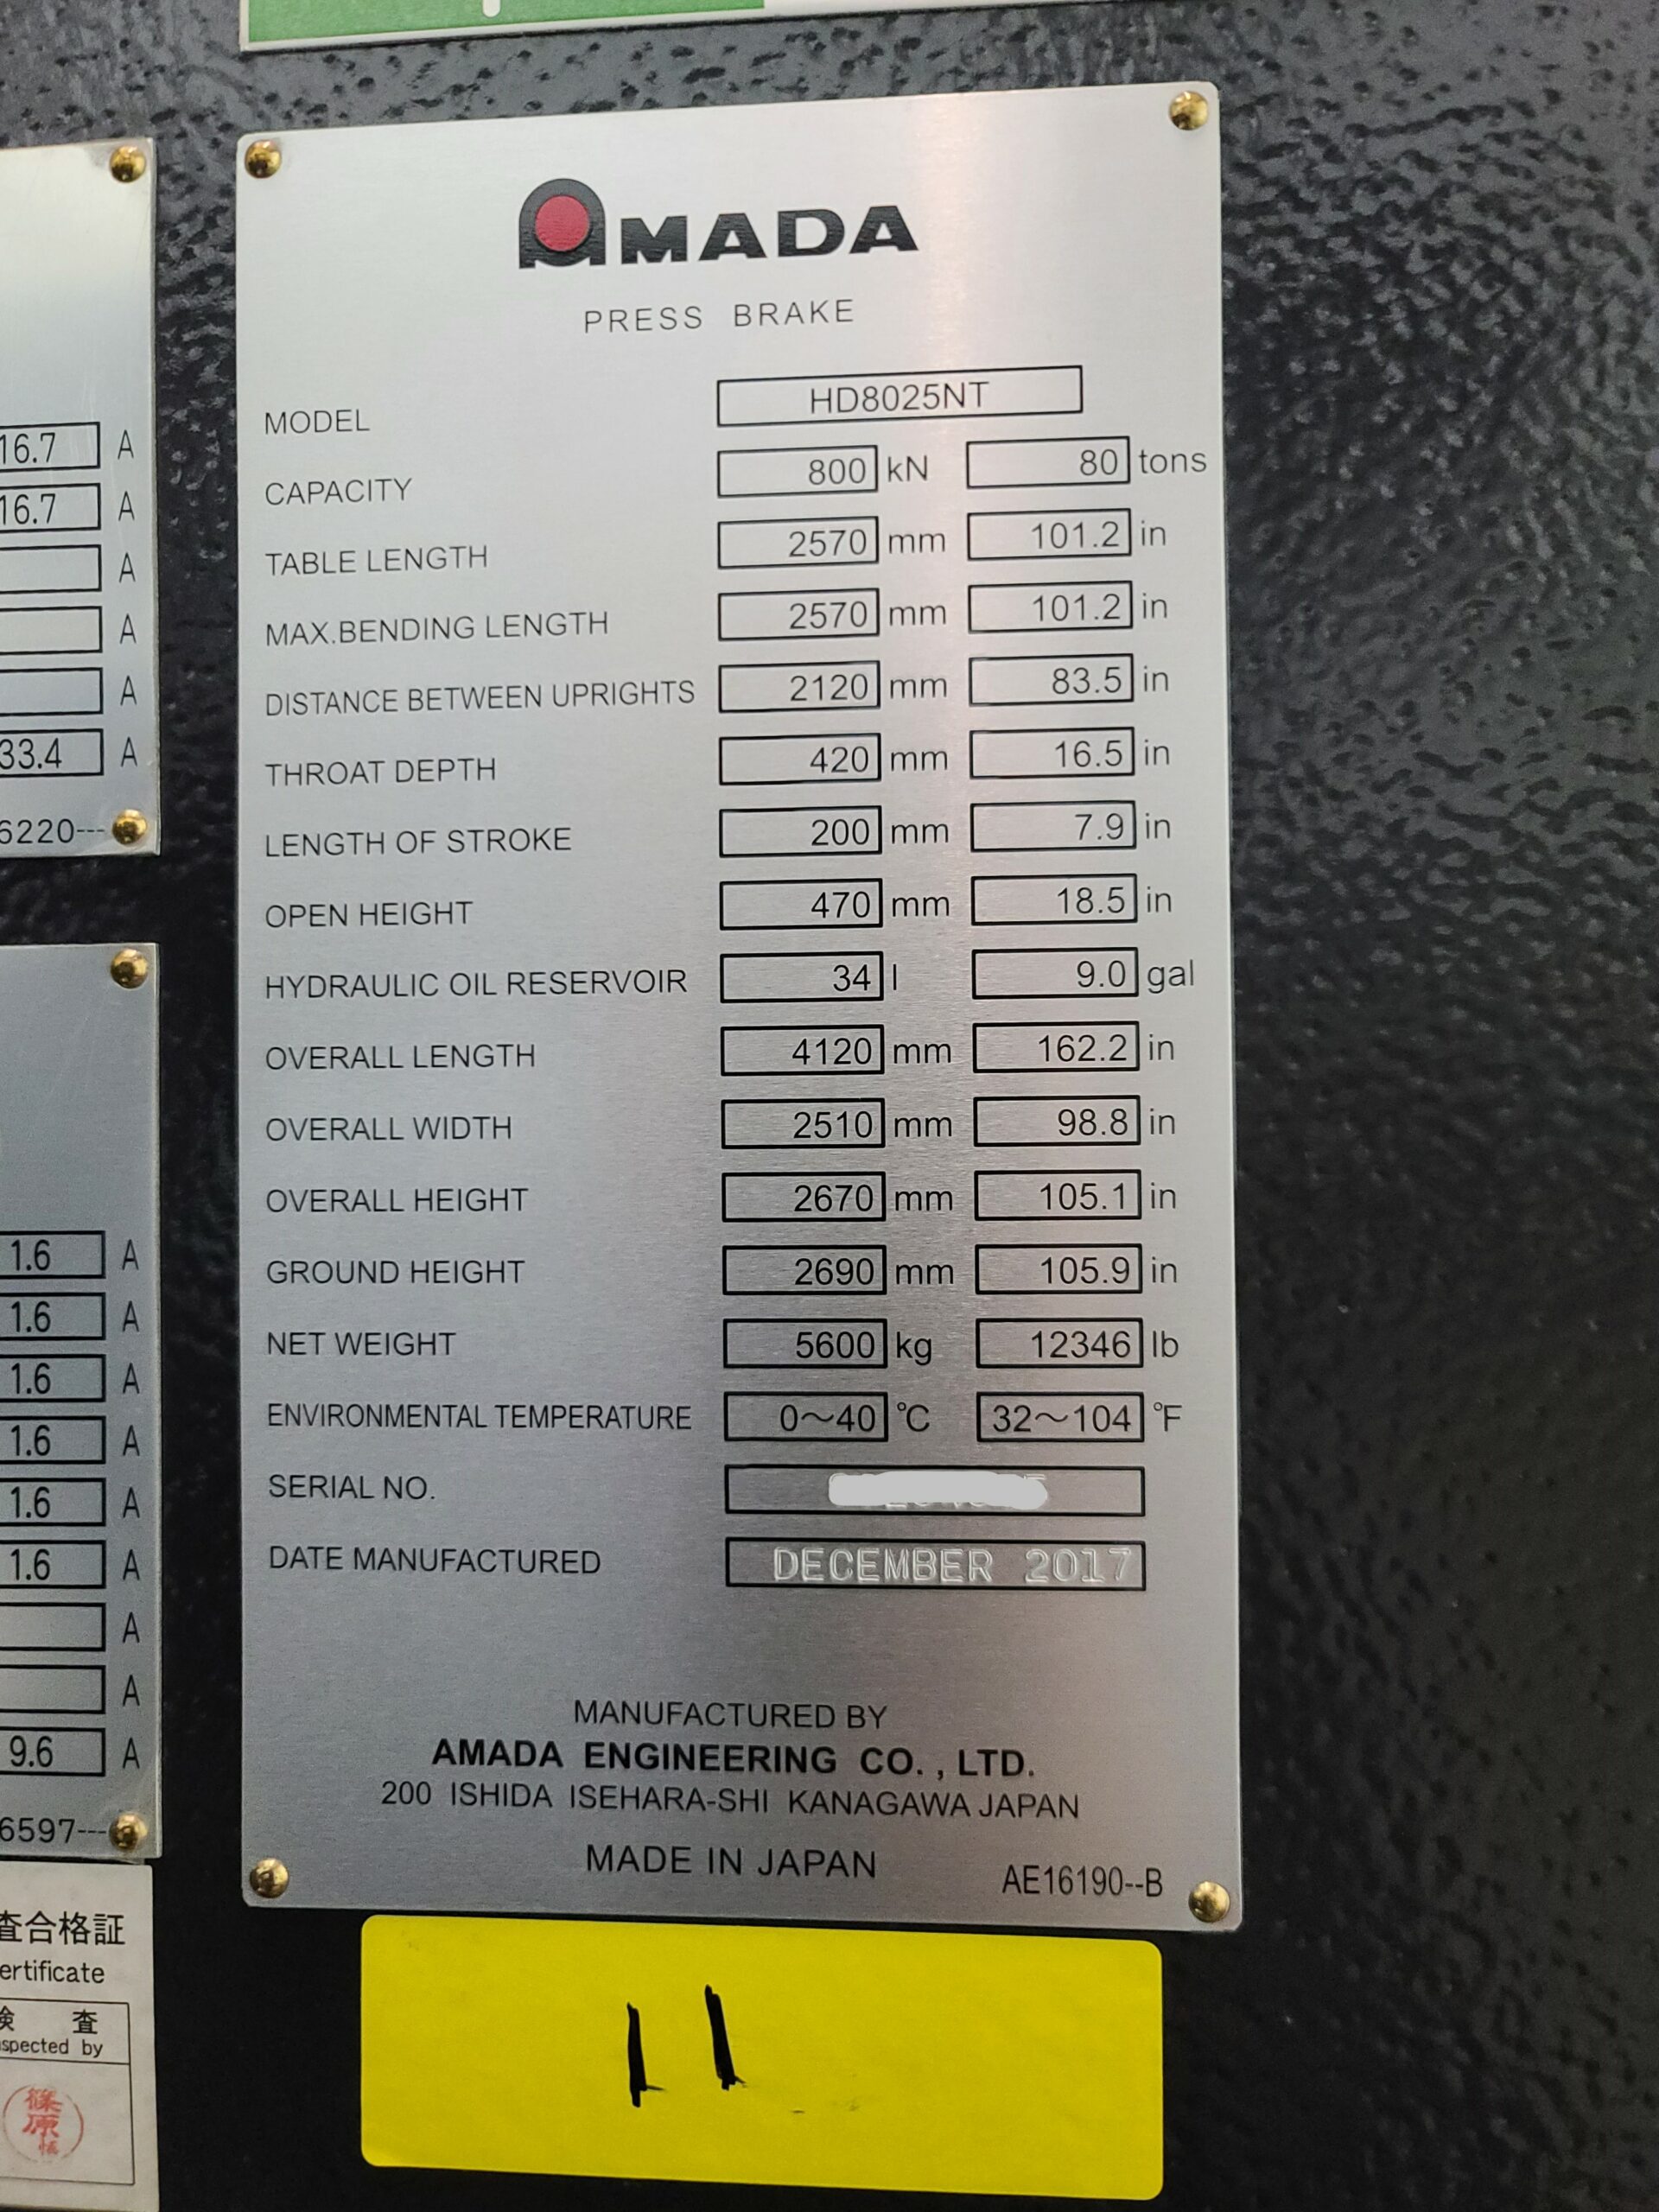 AMADA
PRESS BRAKE
MODEL HD8025NT
CAPACITY 800 kN 80 tons
TABLE LENGTH 2570 mm 101.2 in
MAX.BENDING LENGTH 2570 mm 101.2 in
DISTANCE BETWEEN UPRIGHTS 2120 mm 83.5 in
THROAT DEPTH 420 mm 16.5 in
LENGTH OF STROKE 200 mm 7.9 in
OPEN HEIGHT 470 mm 18.5 in
HYDRAULIC OIL RESERVOIR 34 l 9.0 gal
OVERALL LENGTH 4120 mm 162.2 in
OVERALL WIDTH 2510 mm 98.8 in
OVERALL HEIGHT 2670 mm 105.1 in
GROUND HEIGHT 2690 mm 105.9 in
NET WEIGHT 5600 kg 12346 lb
ENVIRONMENTAL TEMPERATURE 0～40 ℃ 32～104 °F
SERIAL NO.
DATE MANUFACTURED DECEMBER 2017
MANUFACTURED BY
AMADA ENGINEERING CO., LTD.
200 ISHIDA ISEHARA-SHI KANAGAWA JAPAN
MADE IN JAPAN
AE16190--B
11
16.7 A
16.7 A
A
A
A
33.4 A
6220---
1.6 A
1.6 A
1.6 A
1.6 A
1.6 A
1.6 A
A
A
9.6 A
6597---
査合格証
ertificate
検 査
spected by
篠原